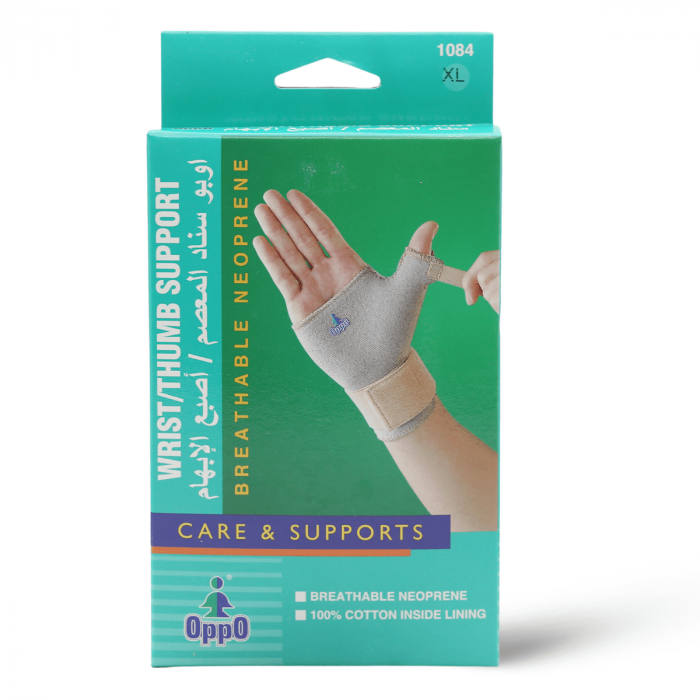 1084
XL
WRIST/THUMB SUPPORT
اوبو سناد المعصم / أصبع الإبهام
BREATHABLE NEOPRENE
OppO
CARE & SUPPORTS
BREATHABLE NEOPRENE
100% COTTON INSIDE LINING
®
OppO